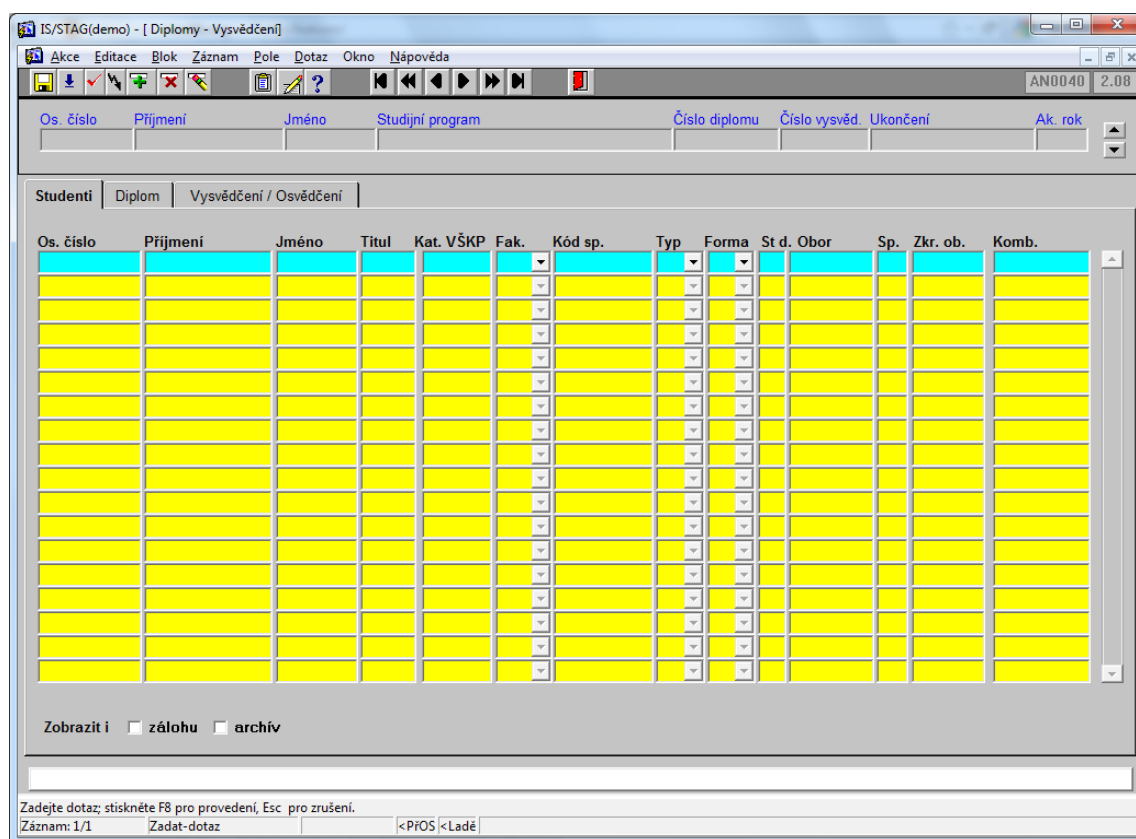 IS/STAG(demo) - [ Diplomy - Vysvědčení]
Akce Editace Blok Záznam Pole Dotaz Okno Nápověda
AN0040 2.08
Os. číslo Příjmení Jméno Studijní program Číslo diplomu Číslo vysvěd. Ukončení Ak. rok
Studenti Diplom Vysvědčení / Osvědčení
Os. číslo Příjmení Jméno Titul Kat. VŠKP Fak. Kód sp. Typ Forma St d. Obor Sp. Zkr. ob. Komb.
Zobrazit i zálohu archív
Zadejte dotaz; stiskněte F8 pro provedení, Esc pro zrušení.
Záznam: 1/1 Zadat-dotaz <PřOS <Ladě